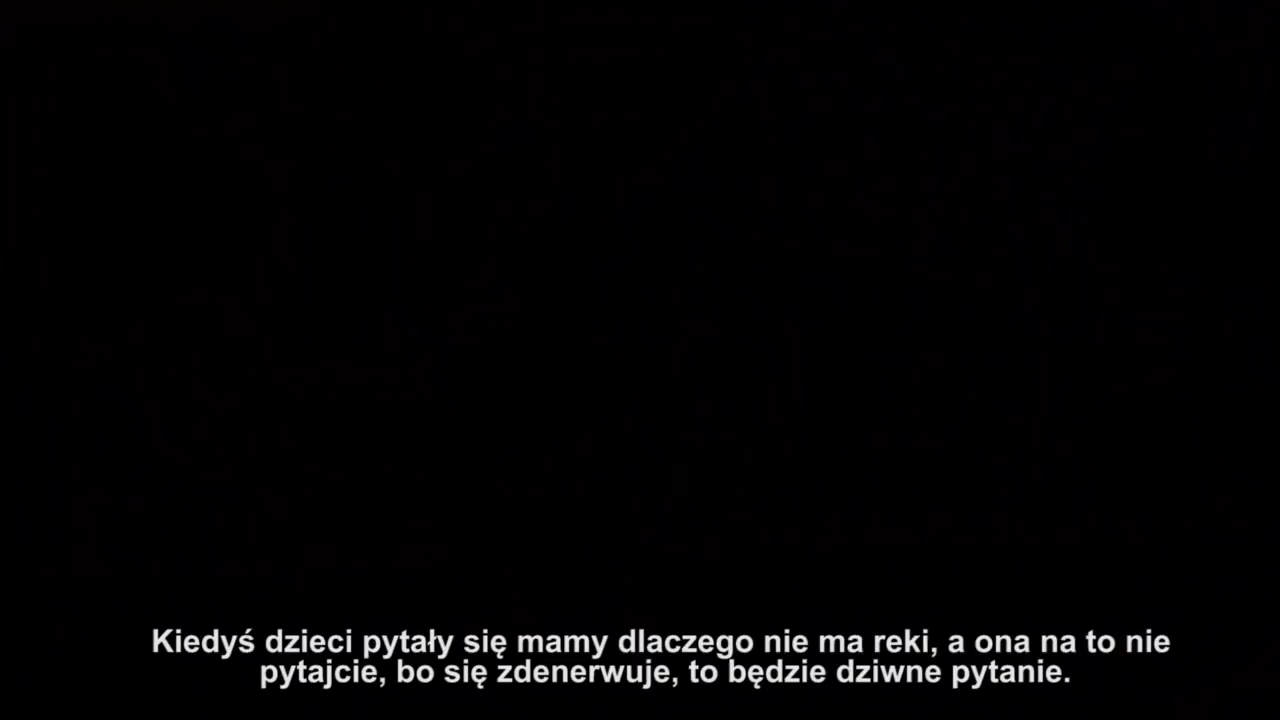 Kiedyś dzieci pytały się mamy dlaczego nie ma reki, a ona na to nie
pytajcie, bo się zdenerwuje, to będzie dziwne pytanie.